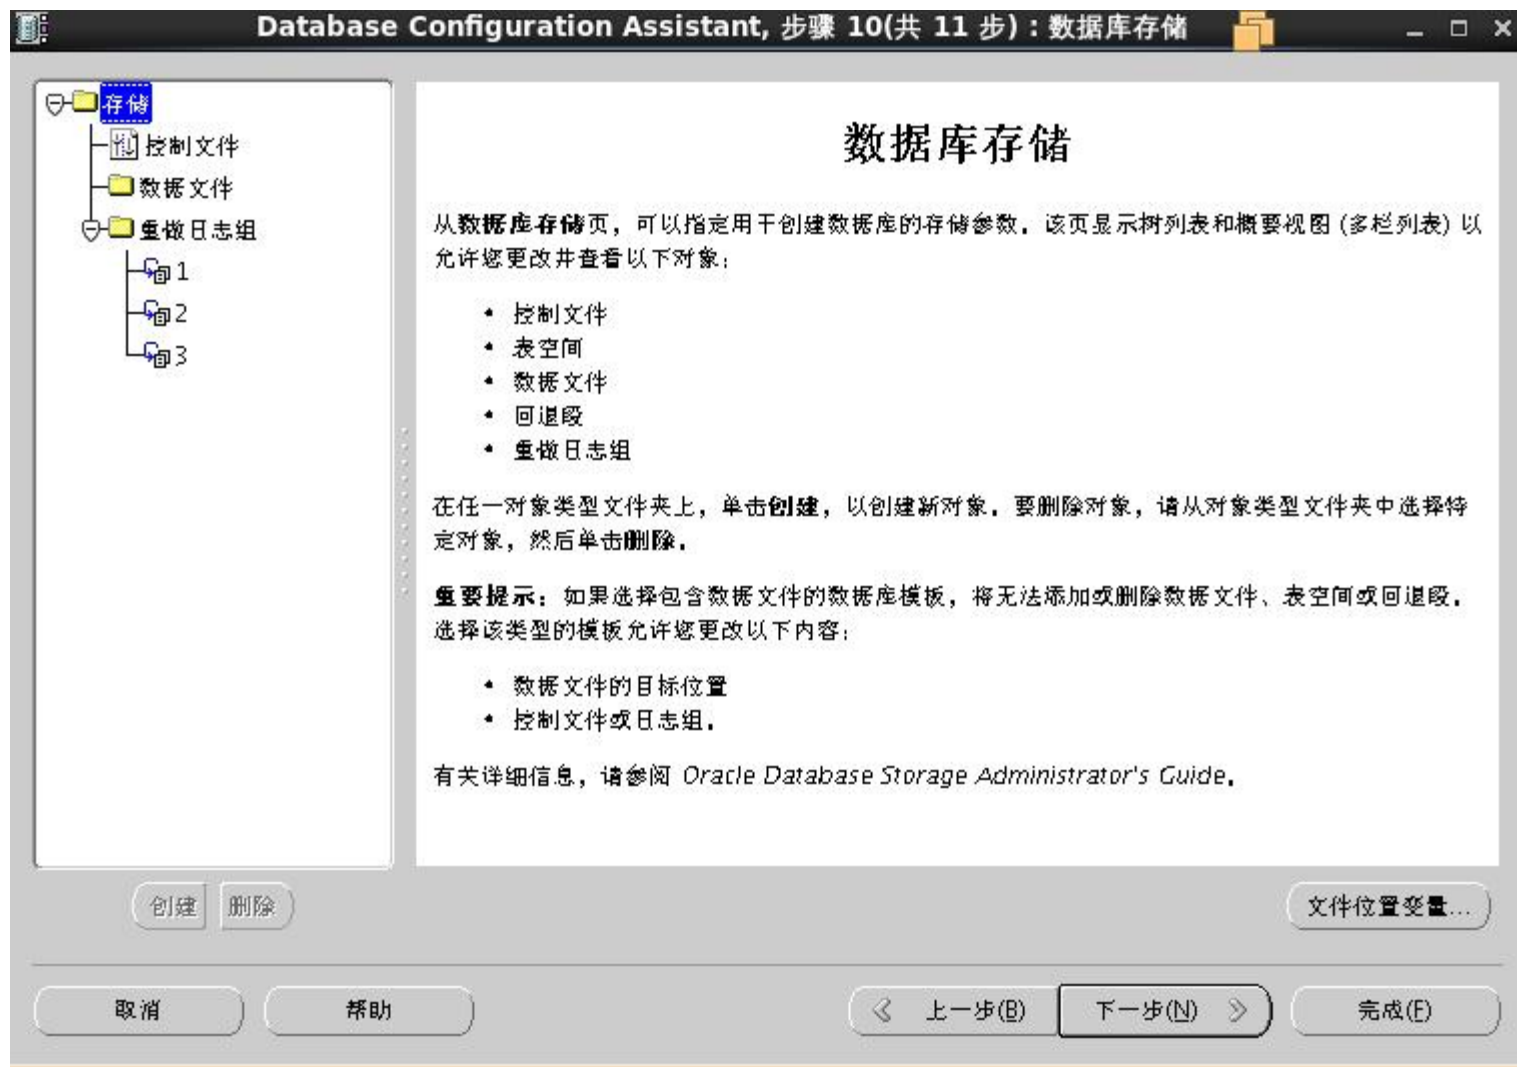 Database Configuration Assistant, 步骤 10(共 11 步) : 数据库存储
存储
控制文件
数据文件
重做日志组
1
2
3
数据库存储
从数据库存储页，可以指定用于创建数据库的存储参数。该页显示树列表和概要视图 (多栏列表) 以
允许您更改并查看以下对象：
• 控制文件
• 表空间
• 数据文件
• 回退段
• 重做日志组
在任一对象类型文件夹上，单击创建，以创建新对象。要删除对象，请从对象类型文件夹中选择特
定对象，然后单击删除。
重要提示：如果选择包含数据文件的数据库模板，将无法添加或删除数据文件、表空间或回退段。
选择该类型的模板允许您更改以下内容：
• 数据文件的目标位置
• 控制文件或日志组。
有关详细信息，请参阅 Oracle Database Storage Administrator's Guide。
创建 删除 文件位置变量...
取消 帮助 上一步(B) 下一步(N) 完成(F)